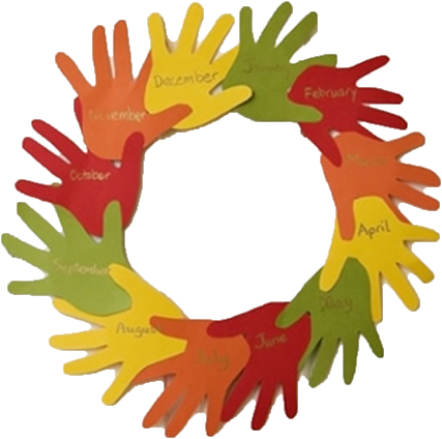 January
February
March
April
May
June
July
August
September
October
November
December